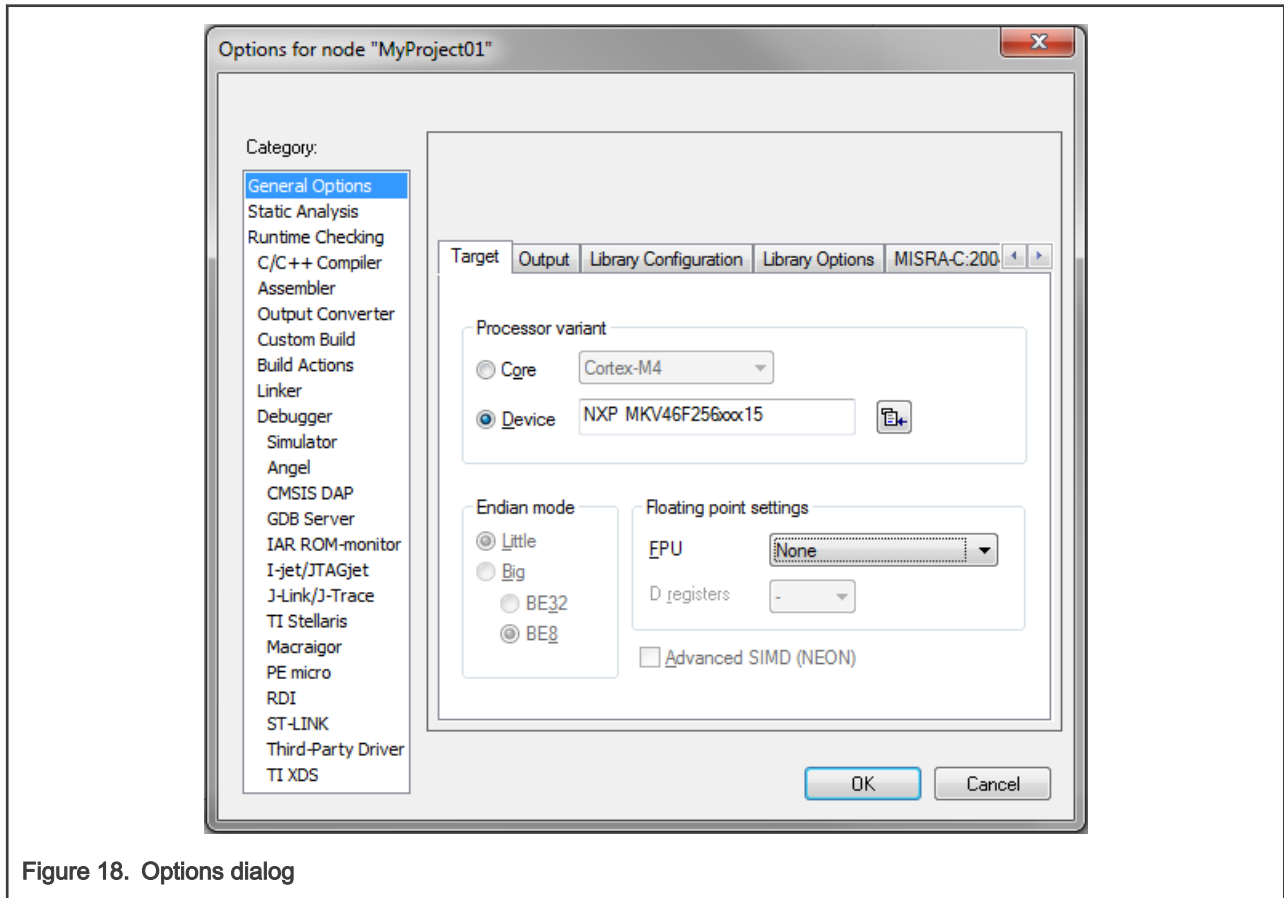 Options for node "MyProject01"
Category:
General Options
Static Analysis
Runtime Checking
C/C++ Compiler
Assembler
Output Converter
Custom Build
Build Actions
Linker
Debugger
Simulator
Angel
CMSIS DAP
GDB Server
IAR ROM-monitor
I-jet/JTAGjet
J-Link/J-Trace
TI Stellaris
Macraigor
PE micro
RDI
ST-LINK
Third-Party Driver
TI XDS
Target Output Library Configuration Library Options MISRA-C:200
Processor variant
Core Cortex-M4
Device NXP MKV46F256xxx15
Endian mode
Little
Big
BE32
BE8
Floating point settings
FPU None
D registers -
Advanced SIMD (NEON)
OK Cancel
Figure 18. Options dialog